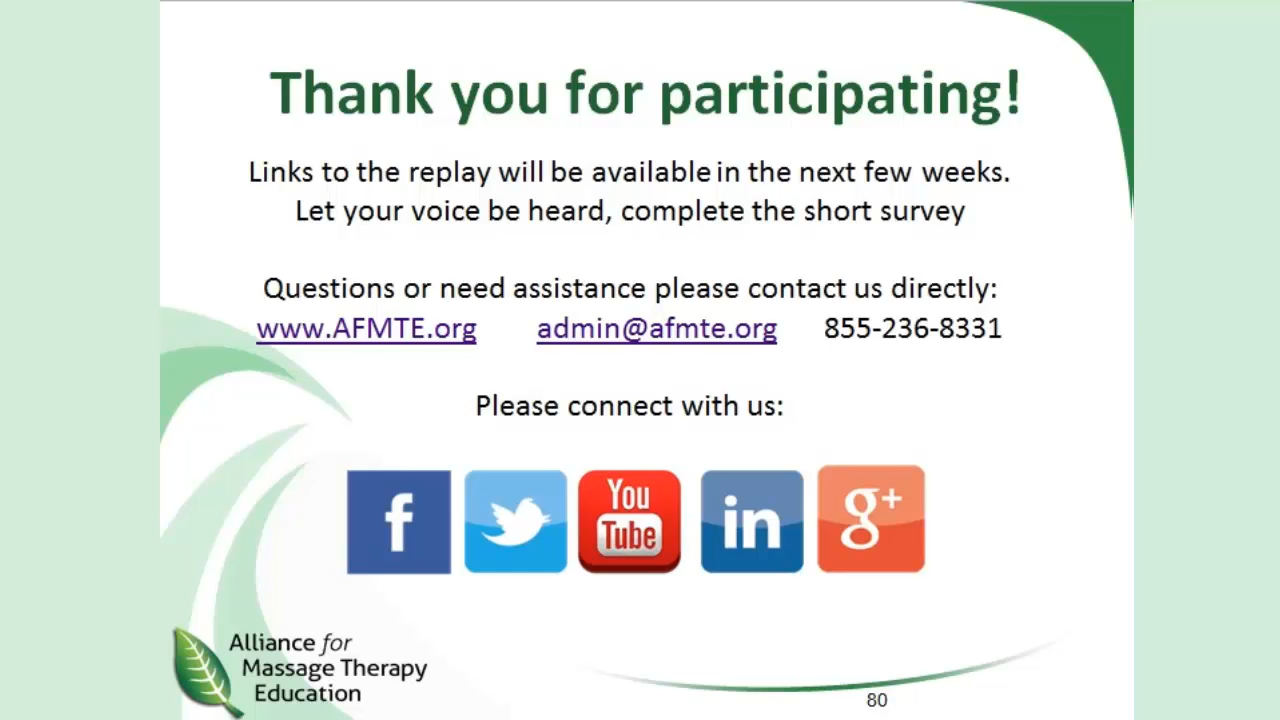 Thank you for participating!
Links to the replay will be available in the next few weeks.
Let your voice be heard, complete the short survey
Questions or need assistance please contact us directly:
www.AFMTE.org admin@afmte.org 855-236-8331
Please connect with us:
f You Tube in g+
Alliance for
Massage Therapy
Education
80